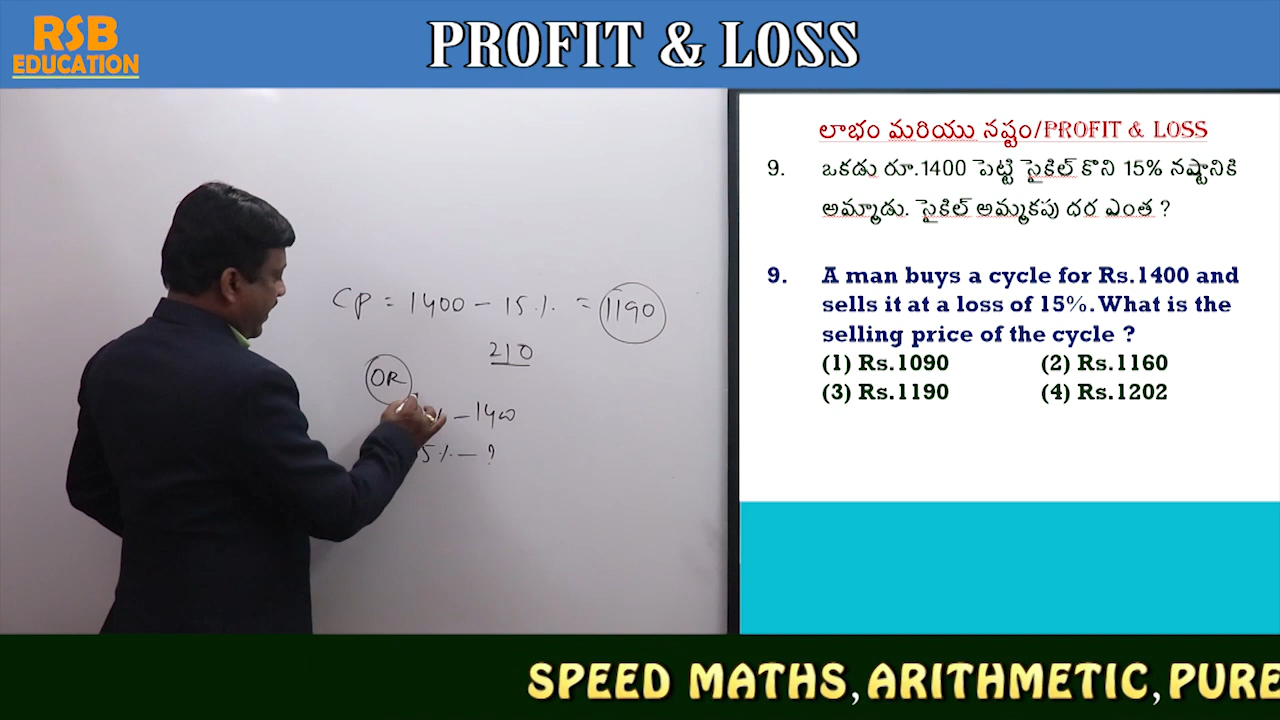 RSB
EDUCATION
PROFIT & LOSS
CP = 1400 – 15% = 1190
210
OR
% – 1400
5% – ?
లాభం మరియు నష్టం/PROFIT & LOSS
9. ఒకడు రూ.1400 పెట్టి సైకిల్ కొని 15% నష్టానికి
అమ్మాడు. సైకిల్ అమ్మకపు ధర ఎంత ?
9. A man buys a cycle for Rs.1400 and
sells it at a loss of 15%. What is the
selling price of the cycle ?
(1) Rs.1090 (2) Rs.1160
(3) Rs.1190 (4) Rs.1202
SPEED MATHS, ARITHMETIC, PURE